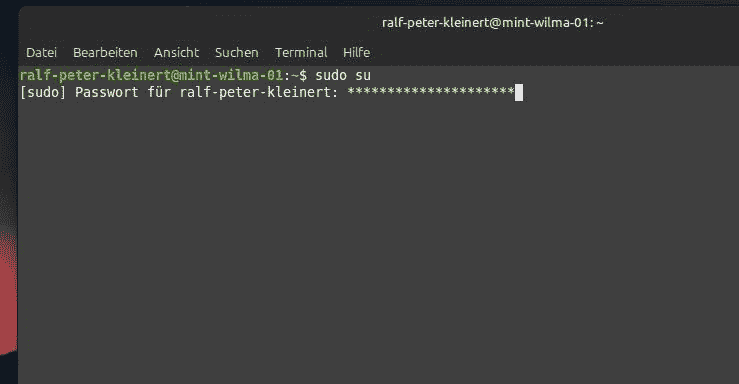 ralf-peter-kleinert@mint-wilma-01: ~
Datei Bearbeiten Ansicht Suchen Terminal Hilfe
ralf-peter-kleinert@mint-wilma-01:~$ sudo su
[sudo] Passwort für ralf-peter-kleinert: *********************